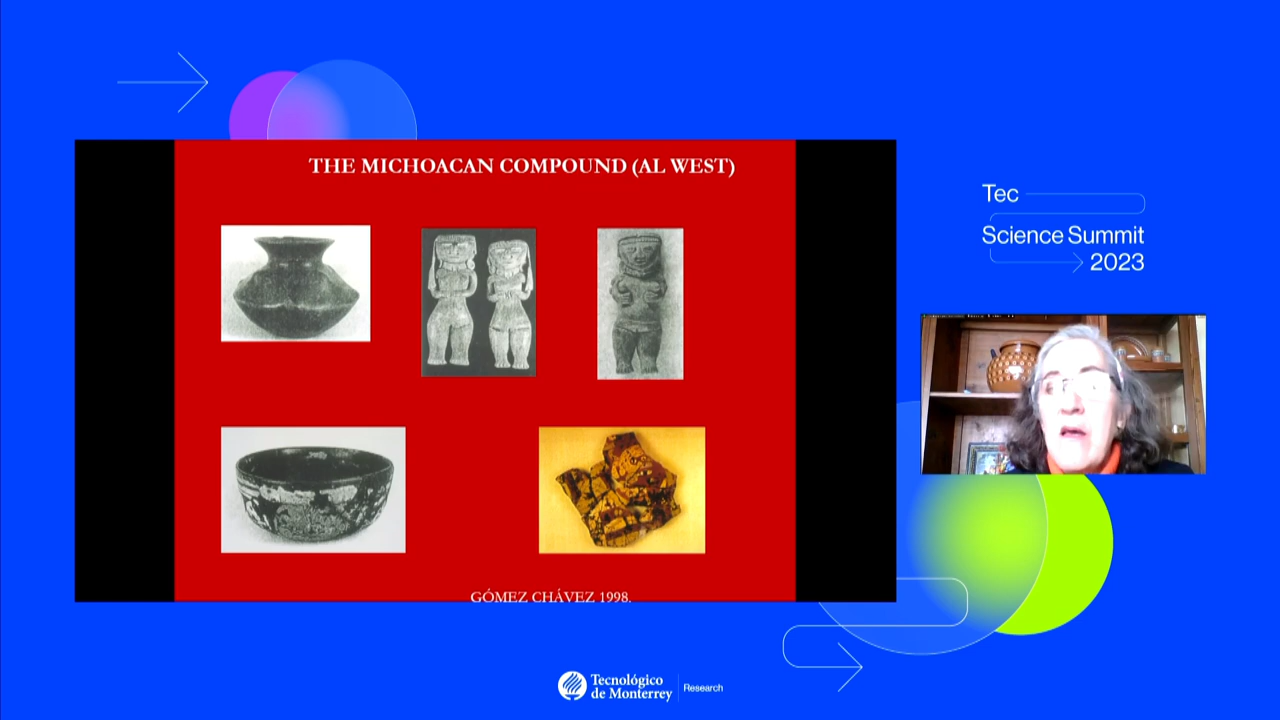 THE MICHOACAN COMPOUND (AL WEST)
GÓMEZ CHÁVEZ 1998.
Tec
Science Summit
2023
Tecnológico
de Monterrey
Research